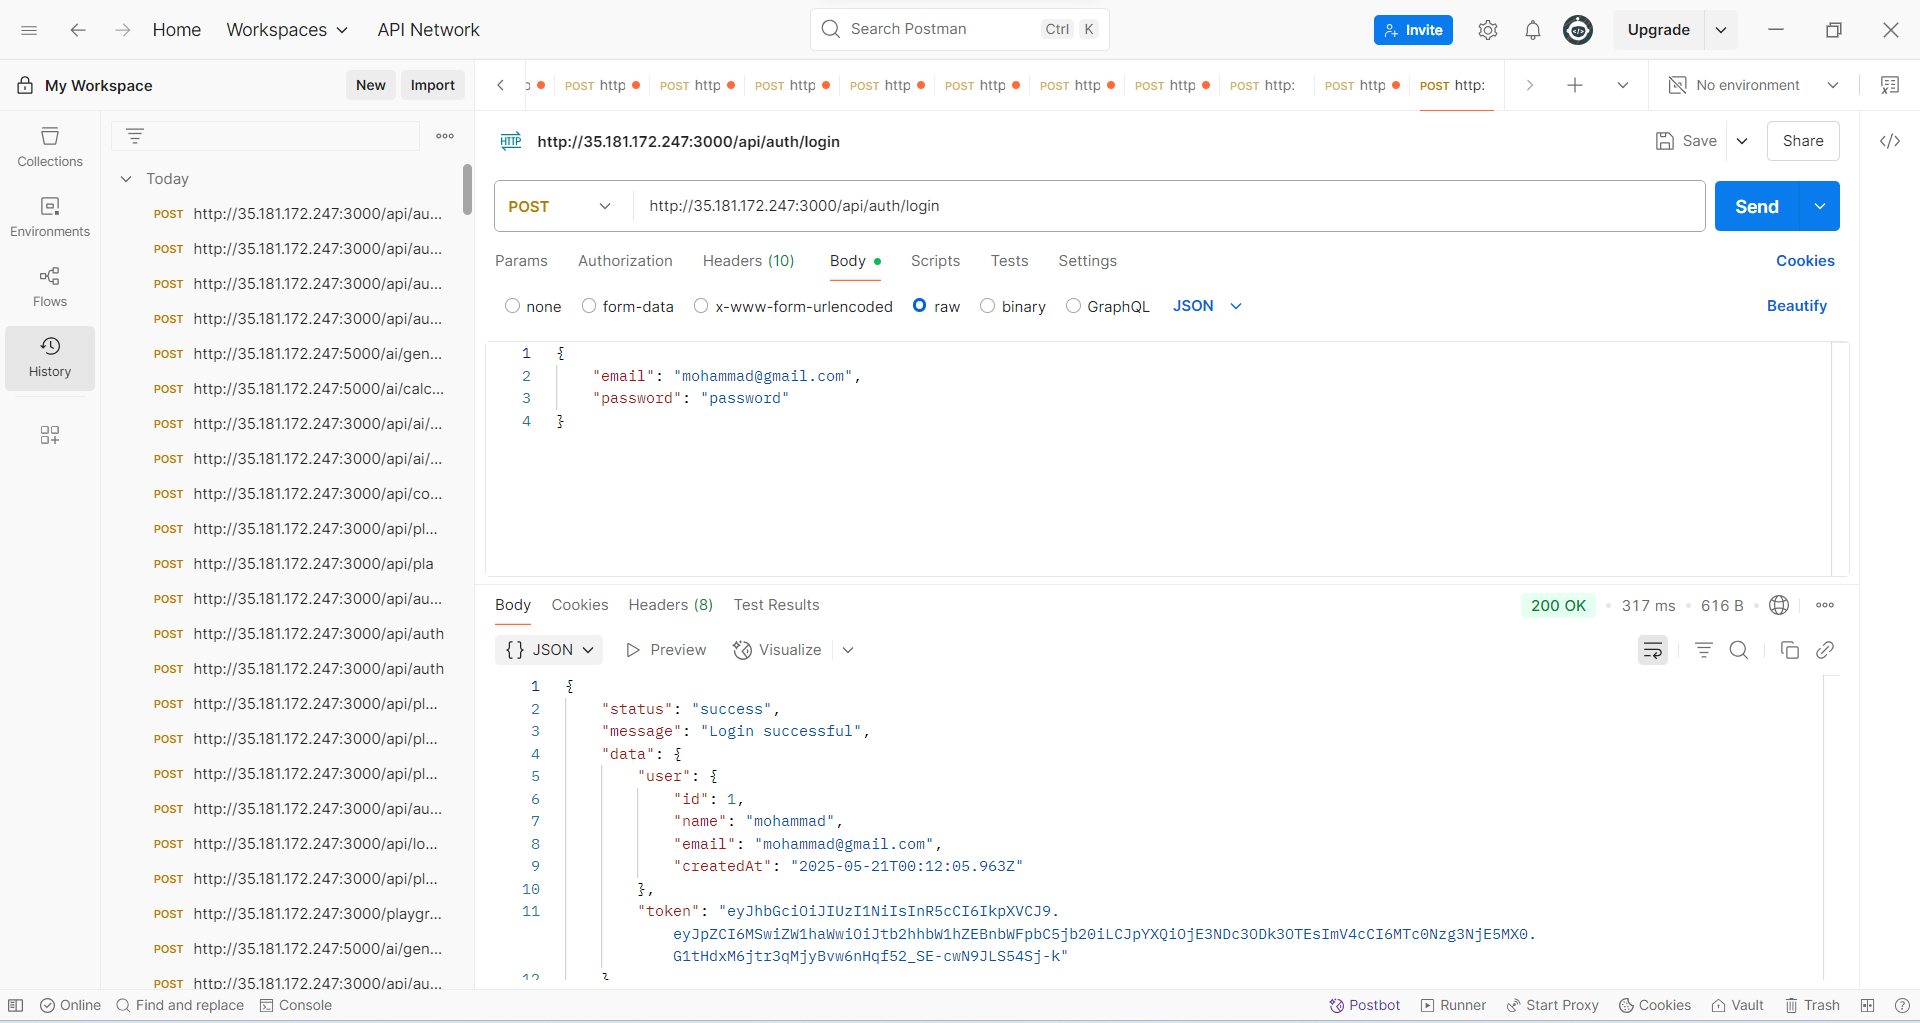 Home Workspaces API Network
Search Postman Ctrl K
Invite Upgrade
My Workspace New Import
POST http POST http POST http POST http POST http POST http POST http POST http: POST http POST http:
No environment
Collections
Environments
Flows
History
Today
POST http://35.181.172.247:3000/api/au...
POST http://35.181.172.247:3000/api/au...
POST http://35.181.172.247:3000/api/au...
POST http://35.181.172.247:3000/api/au...
POST http://35.181.172.247:5000/ai/gen...
POST http://35.181.172.247:5000/ai/calc...
POST http://35.181.172.247:3000/api/ai/...
POST http://35.181.172.247:3000/api/ai/...
POST http://35.181.172.247:3000/api/co...
POST http://35.181.172.247:3000/api/pl...
POST http://35.181.172.247:3000/api/pla
POST http://35.181.172.247:3000/api/au...
POST http://35.181.172.247:3000/api/auth
POST http://35.181.172.247:3000/api/auth
POST http://35.181.172.247:3000/api/pl...
POST http://35.181.172.247:3000/api/pl...
POST http://35.181.172.247:3000/api/pl...
POST http://35.181.172.247:3000/api/au...
POST http://35.181.172.247:3000/api/lo...
POST http://35.181.172.247:3000/api/pl...
POST http://35.181.172.247:3000/playgr...
POST http://35.181.172.247:5000/ai/gen...
POST http://35.181.172.247:3000/api/au...
HTTP http://35.181.172.247:3000/api/auth/login
Save Share
POST http://35.181.172.247:3000/api/auth/login
Send
Params Authorization Headers (10) Body Scripts Tests Settings Cookies
none form-data x-www-form-urlencoded raw binary GraphQL JSON Beautify
1 {
2 "email": "mohammad@gmail.com",
3 "password": "password"
4 }
Body Cookies Headers (8) Test Results
200 OK 317 ms 616 B
{} JSON Preview Visualize
1 {
2 "status": "success",
3 "message": "Login successful",
4 "data": {
5 "user": {
6 "id": 1,
7 "name": "mohammad",
8 "email": "mohammad@gmail.com",
9 "createdAt": "2025-05-21T00:12:05.963Z"
10 },
11 "token": "eyJhbGciOiJIUzI1NiIsInR5cCI6IkpXVCJ9.
eyJpZCI6MSwiZW1haWwiOiJtb2hhbW1hZEBnbWFpbC5jb20iLCJpYXQiOjE3NDc3ODk3OTEsImV4cCI6MTc0Nzg3NjE5MX0.
G1tHdxM6jtr3qMjyBvw6nHqf52_SE-cwN9JLS54Sj-k"
12 }
Online Find and replace Console
Postbot Runner Start Proxy Cookies Vault Trash